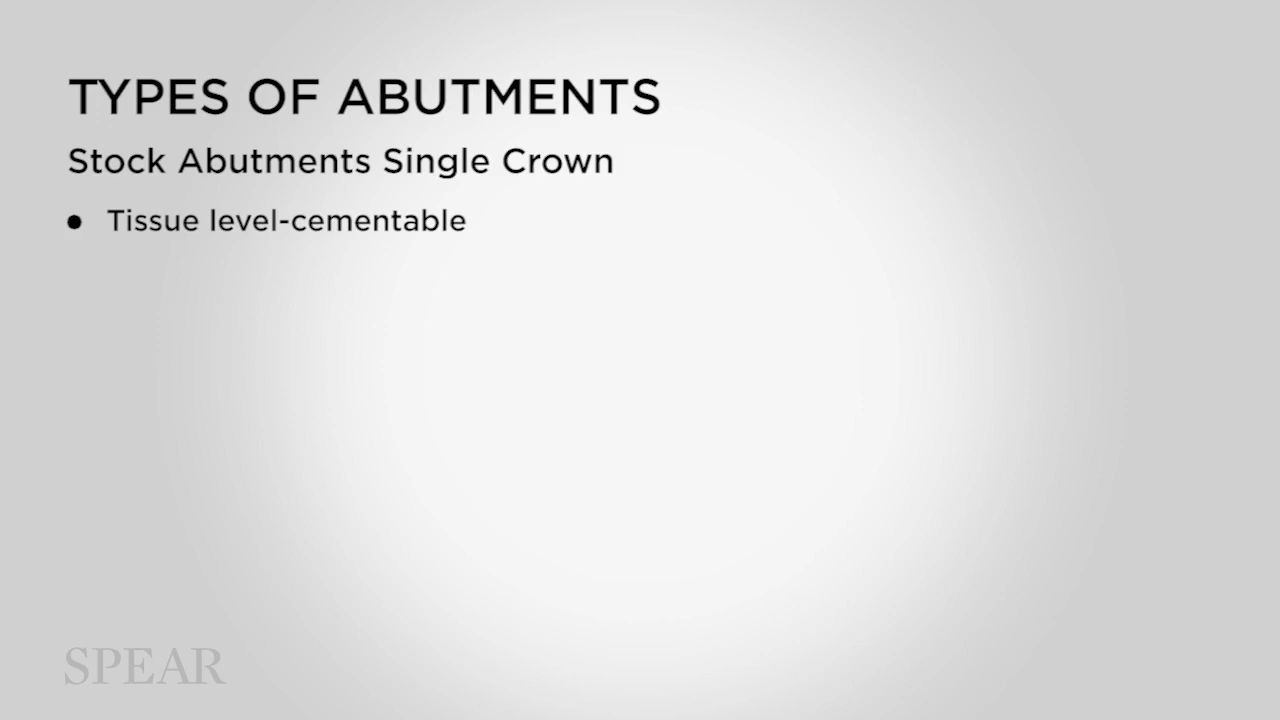 TYPES OF ABUTMENTS
Stock Abutments Single Crown
• Tissue level-cementable
SPEAR